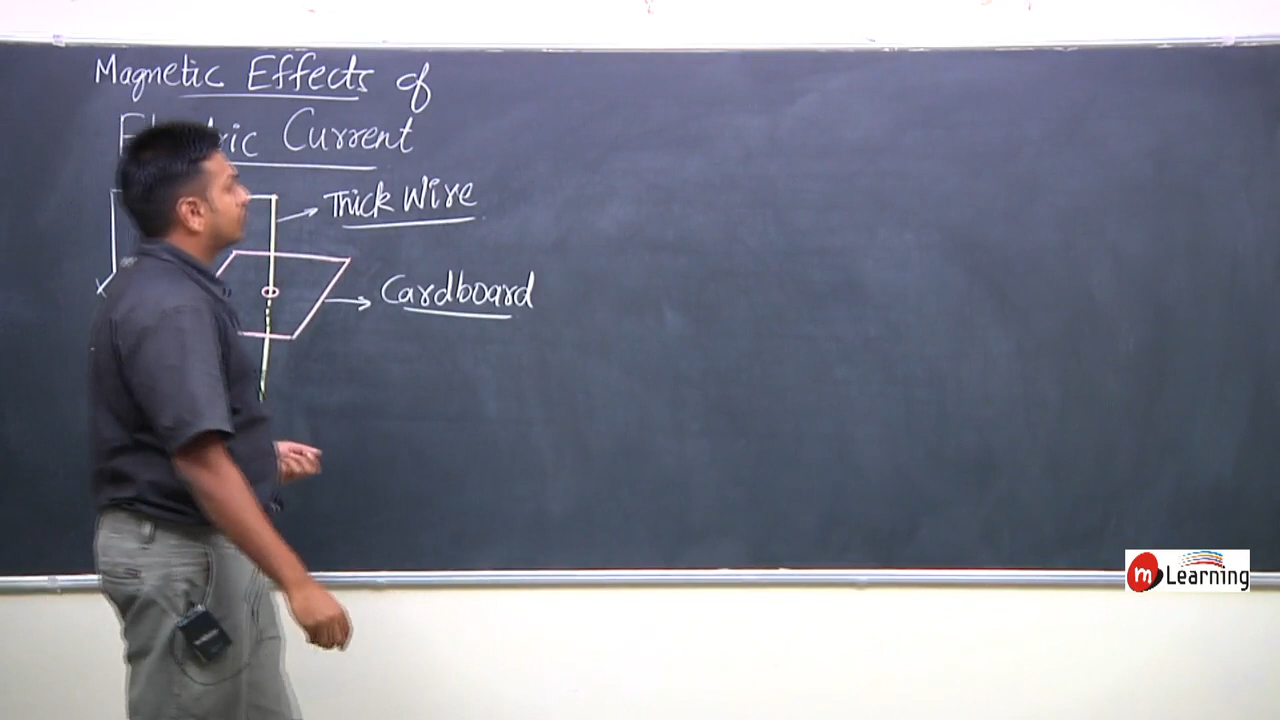 Magnetic Effects of
Current
Thick Wire
Cardboard
X
m Learning